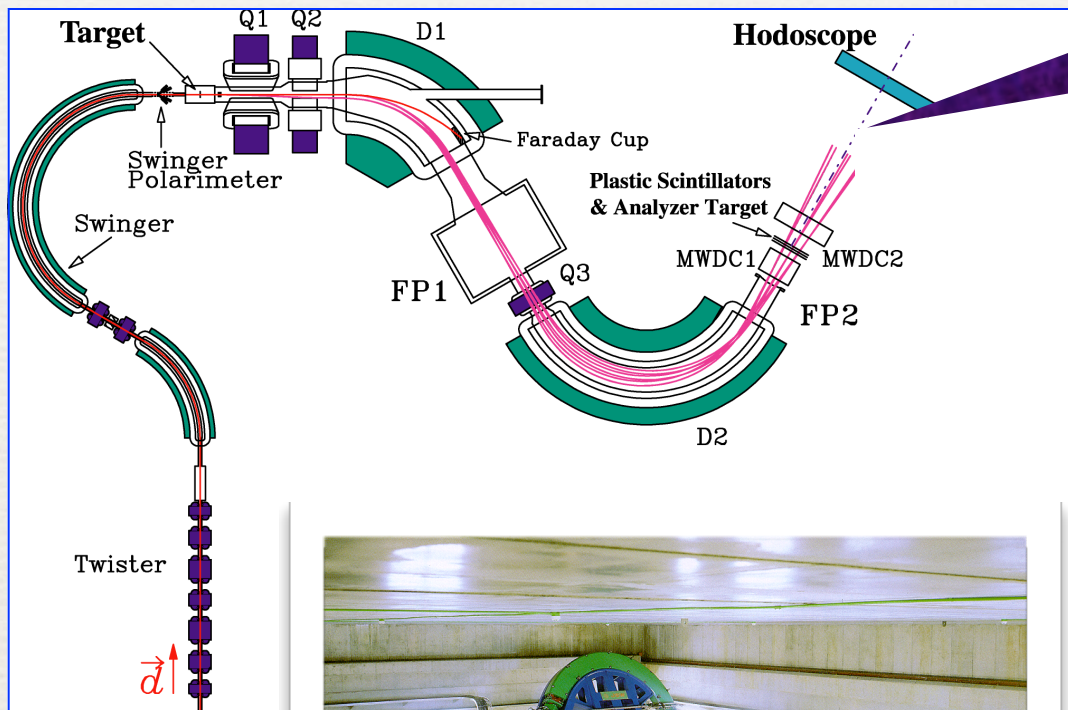 Q1
Q2
D1
Target
Hodoscope
Faraday Cup
Swinger
Polarimeter
Plastic Scintillators
& Analyzer Target
Swinger
MWDC1
MWDC2
Q3
FP1
FP2
D2
Twister
d